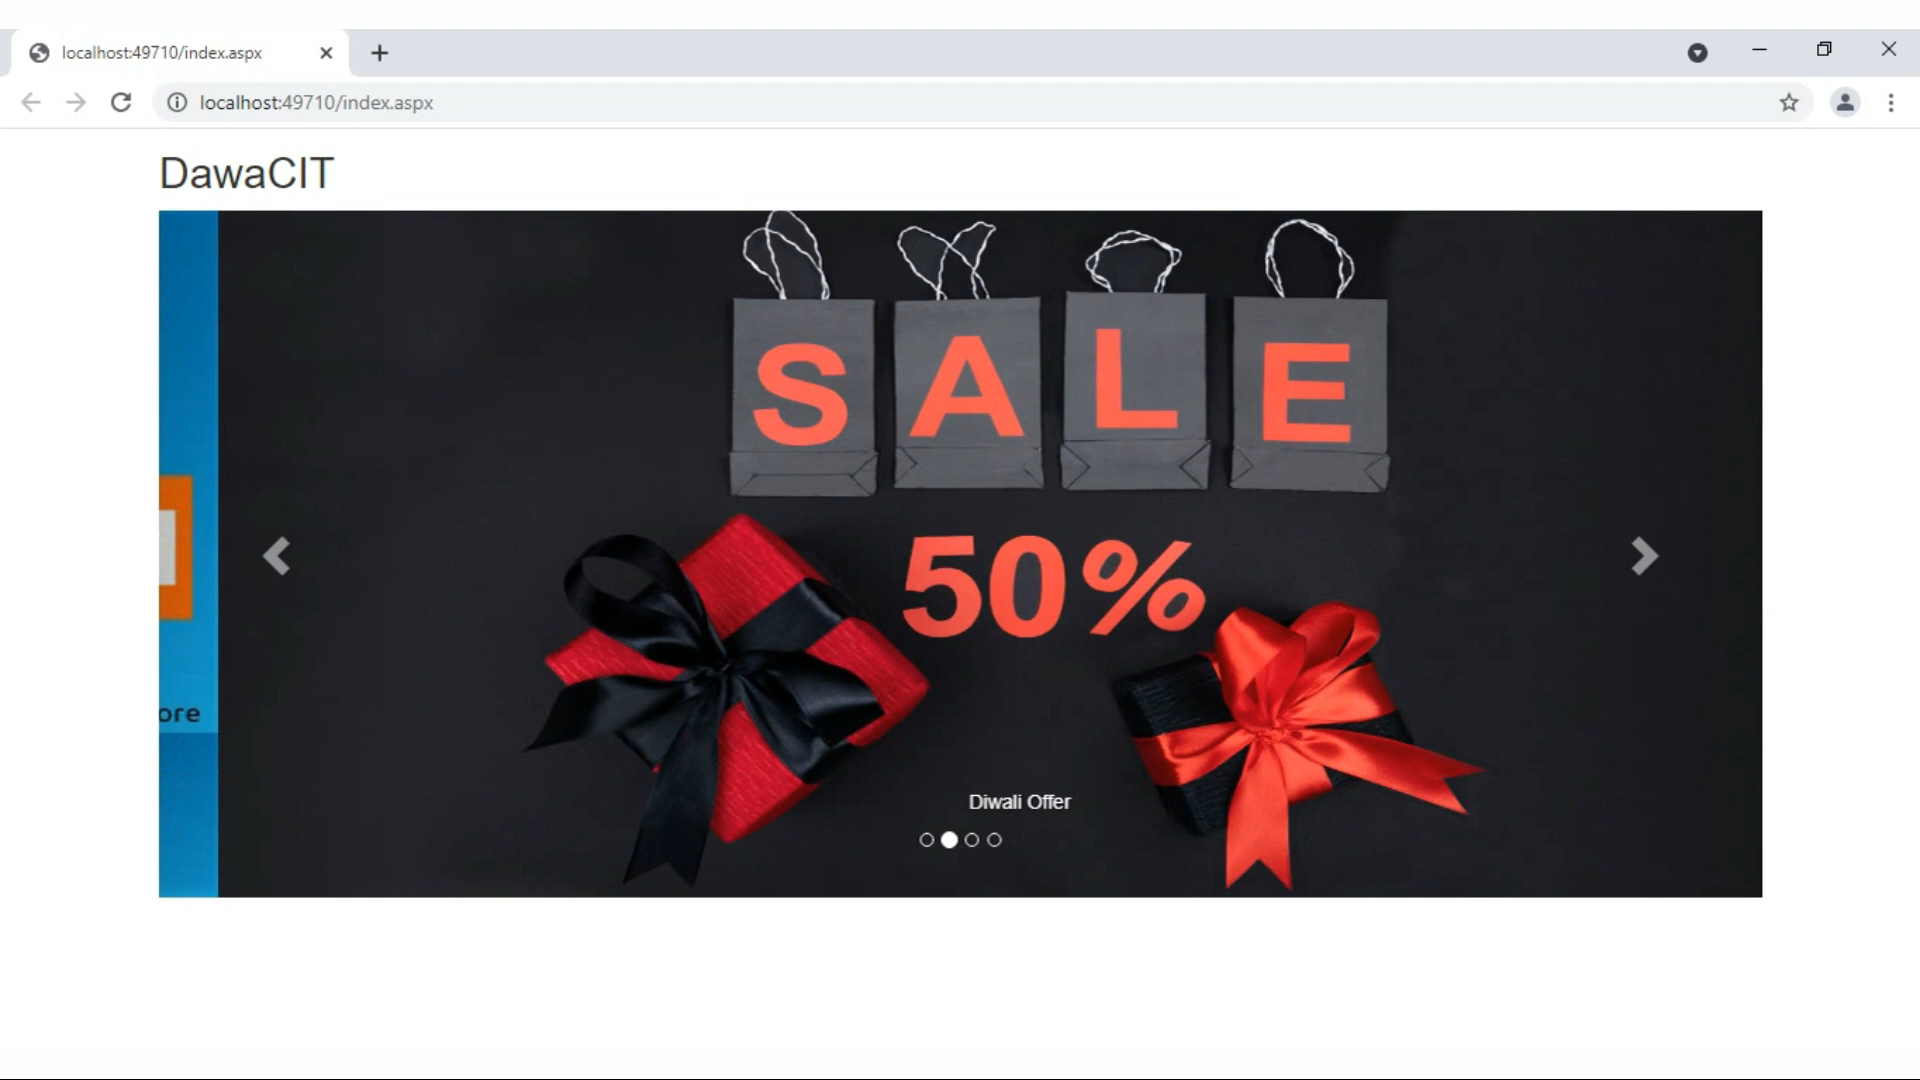 localhost:49710/index.aspx
localhost:49710/index.aspx
DawaCIT
SALE
50%
ore
Diwali Offer